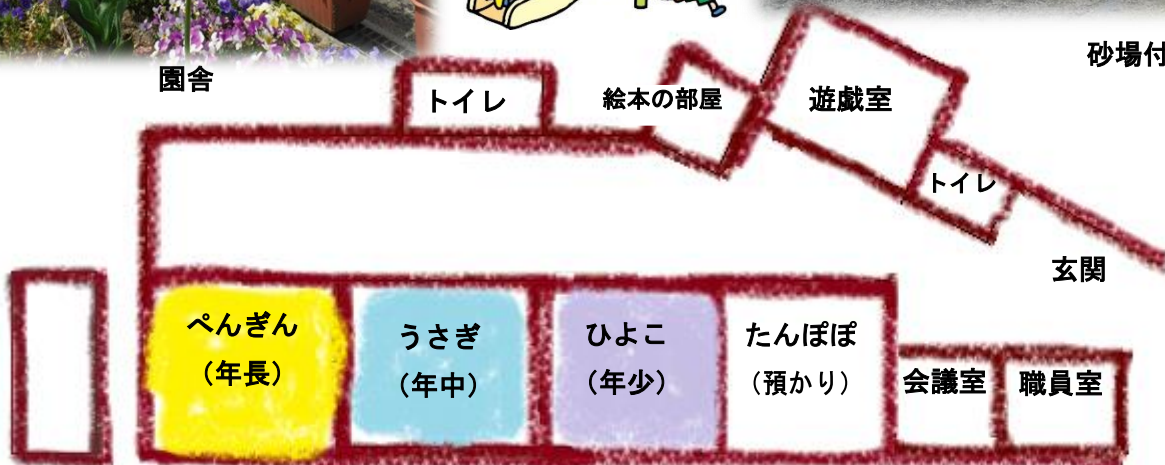 園舎
砂場付
トイレ
絵本の部屋
遊戯室
トイレ
玄関
ぺんぎん
（年長）
うさぎ
（年中）
ひよこ
（年少）
たんぽぽ
（預かり）
会議室
職員室